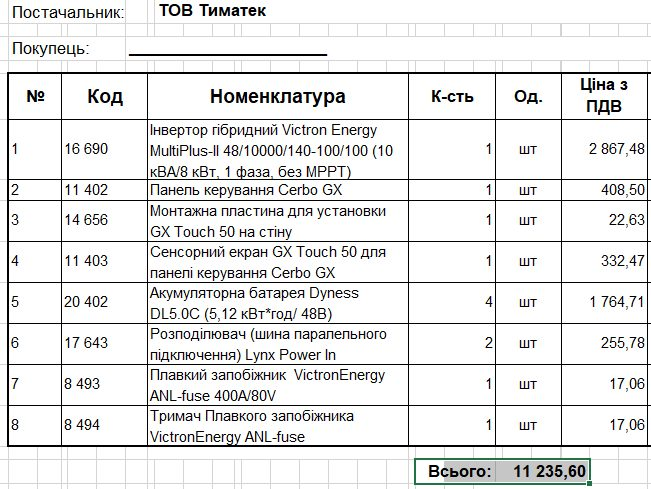 Постачальник: ТОВ Тиматек
Покупець:
№ Код Номенклатура К-сть Од. Ціна з ПДВ
1 16 690 Інвертор гібридний Victron Energy
MultiPlus-II 48/10000/140-100/100 (10
кВА/8 кВт, 1 фаза, без MPPT) 1 шт 2 867,48
2 11 402 Панель керування Cerbo GX 1 шт 408,50
3 14 656 Монтажна пластина для установки
GX Touch 50 на стіну 1 шт 22,63
4 11 403 Сенсорний екран GX Touch 50 для
панелі керування Cerbo GX 1 шт 332,47
5 20 402 Акумуляторна батарея Dyness
DL5.0C (5,12 кВт*год/ 48В) 4 шт 1 764,71
6 17 643 Розподілювач (шина паралельного
підключення) Lynx Power In 2 шт 255,78
7 8 493 Плавкий запобіжник VictronEnergy
ANL-fuse 400A/80V 1 шт 17,06
8 8 494 Тримач Плавкого запобіжника
VictronEnergy ANL-fuse 1 шт 17,06
Всього: 11 235,60